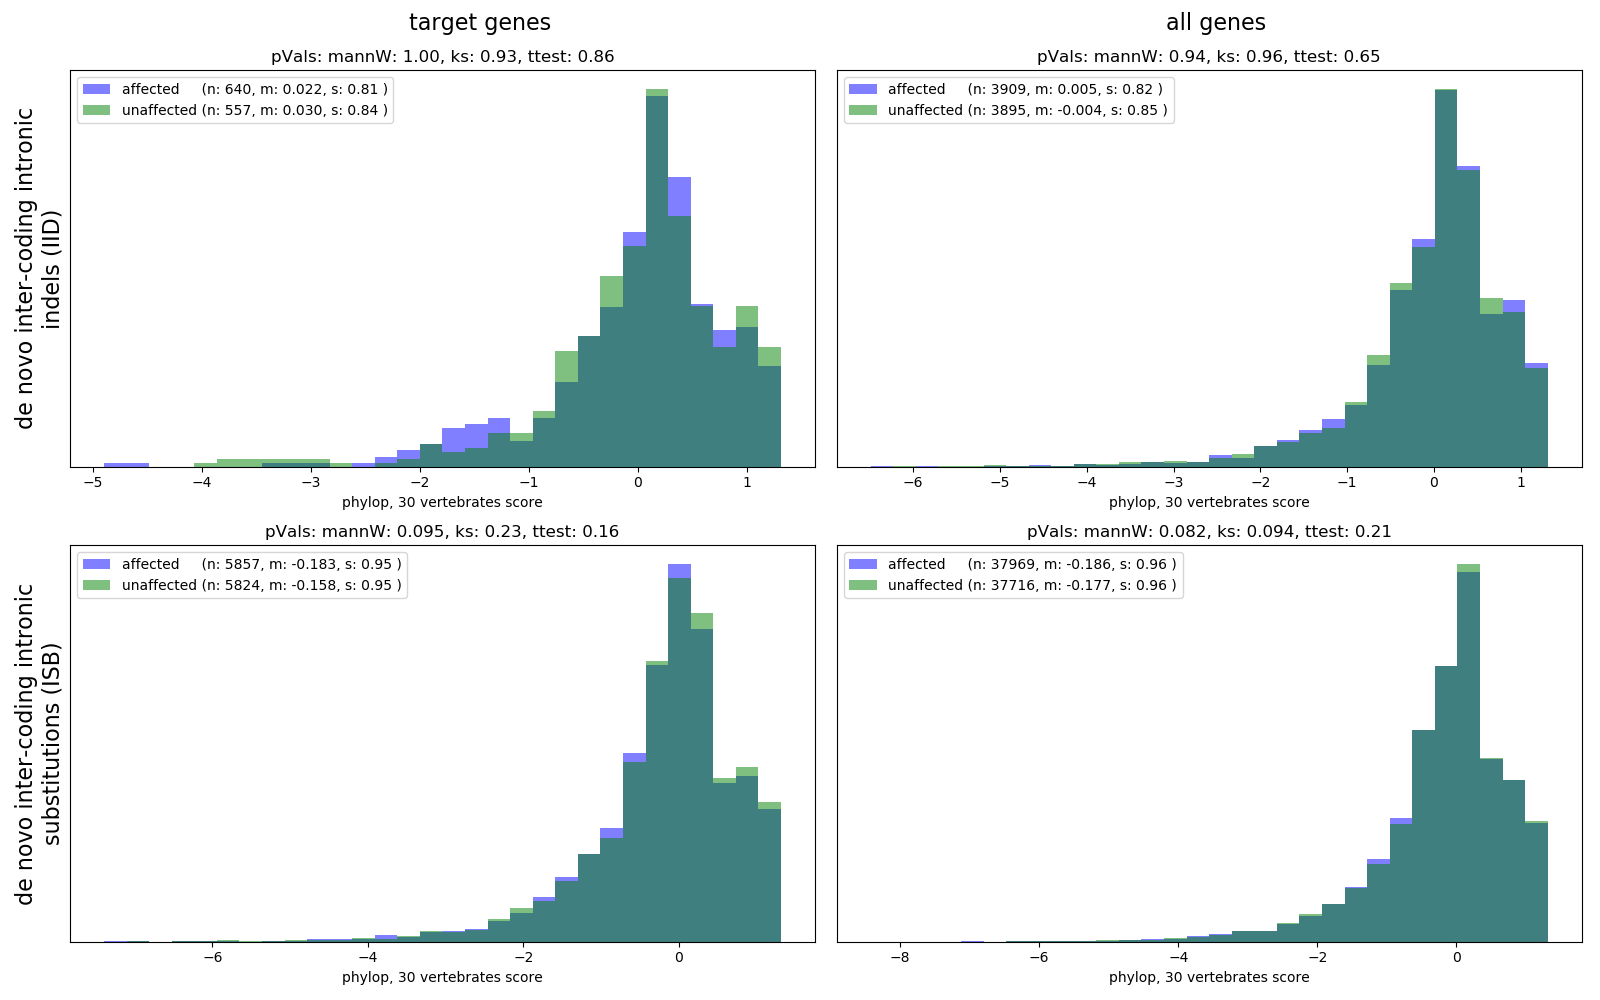 target genes
all genes
pVals: mannW: 1.00, ks: 0.93, ttest: 0.86
affected (n: 640, m: 0.022, s: 0.81 )
unaffected (n: 557, m: 0.030, s: 0.84 )
de novo inter-coding intronic
indels (IID)
−5 −4 −3 −2 −1 0 1
phylop, 30 vertebrates score
pVals: mannW: 0.94, ks: 0.96, ttest: 0.65
affected (n: 3909, m: 0.005, s: 0.82 )
unaffected (n: 3895, m: -0.004, s: 0.85 )
−6 −5 −4 −3 −2 −1 0 1
phylop, 30 vertebrates score
pVals: mannW: 0.095, ks: 0.23, ttest: 0.16
affected (n: 5857, m: -0.183, s: 0.95 )
unaffected (n: 5824, m: -0.158, s: 0.95 )
de novo inter-coding intronic
substitutions (ISB)
−6 −4 −2 0
phylop, 30 vertebrates score
pVals: mannW: 0.082, ks: 0.094, ttest: 0.21
affected (n: 37969, m: -0.186, s: 0.96 )
unaffected (n: 37716, m: -0.177, s: 0.96 )
−8 −6 −4 −2 0
phylop, 30 vertebrates score